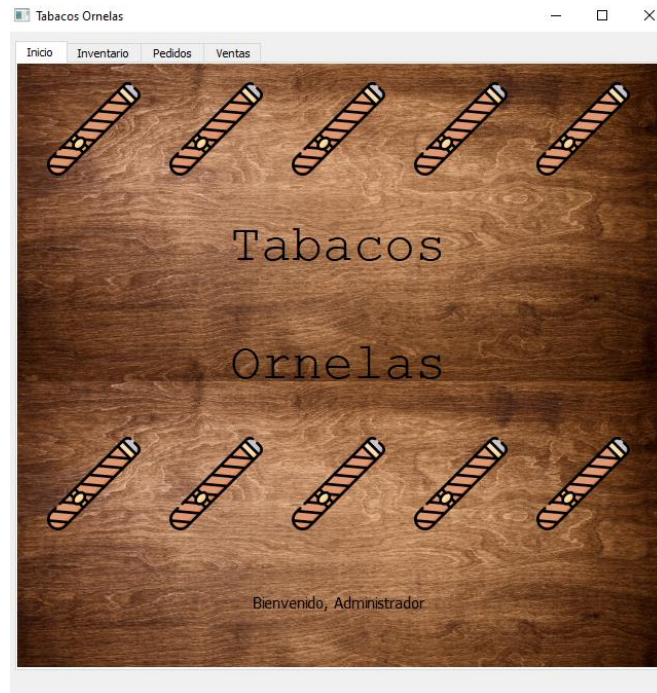 Tabacos Ornelas
Inicio Inventario Pedidos Ventas
Tabacos
Ornelas
Bienvenido, Administrador